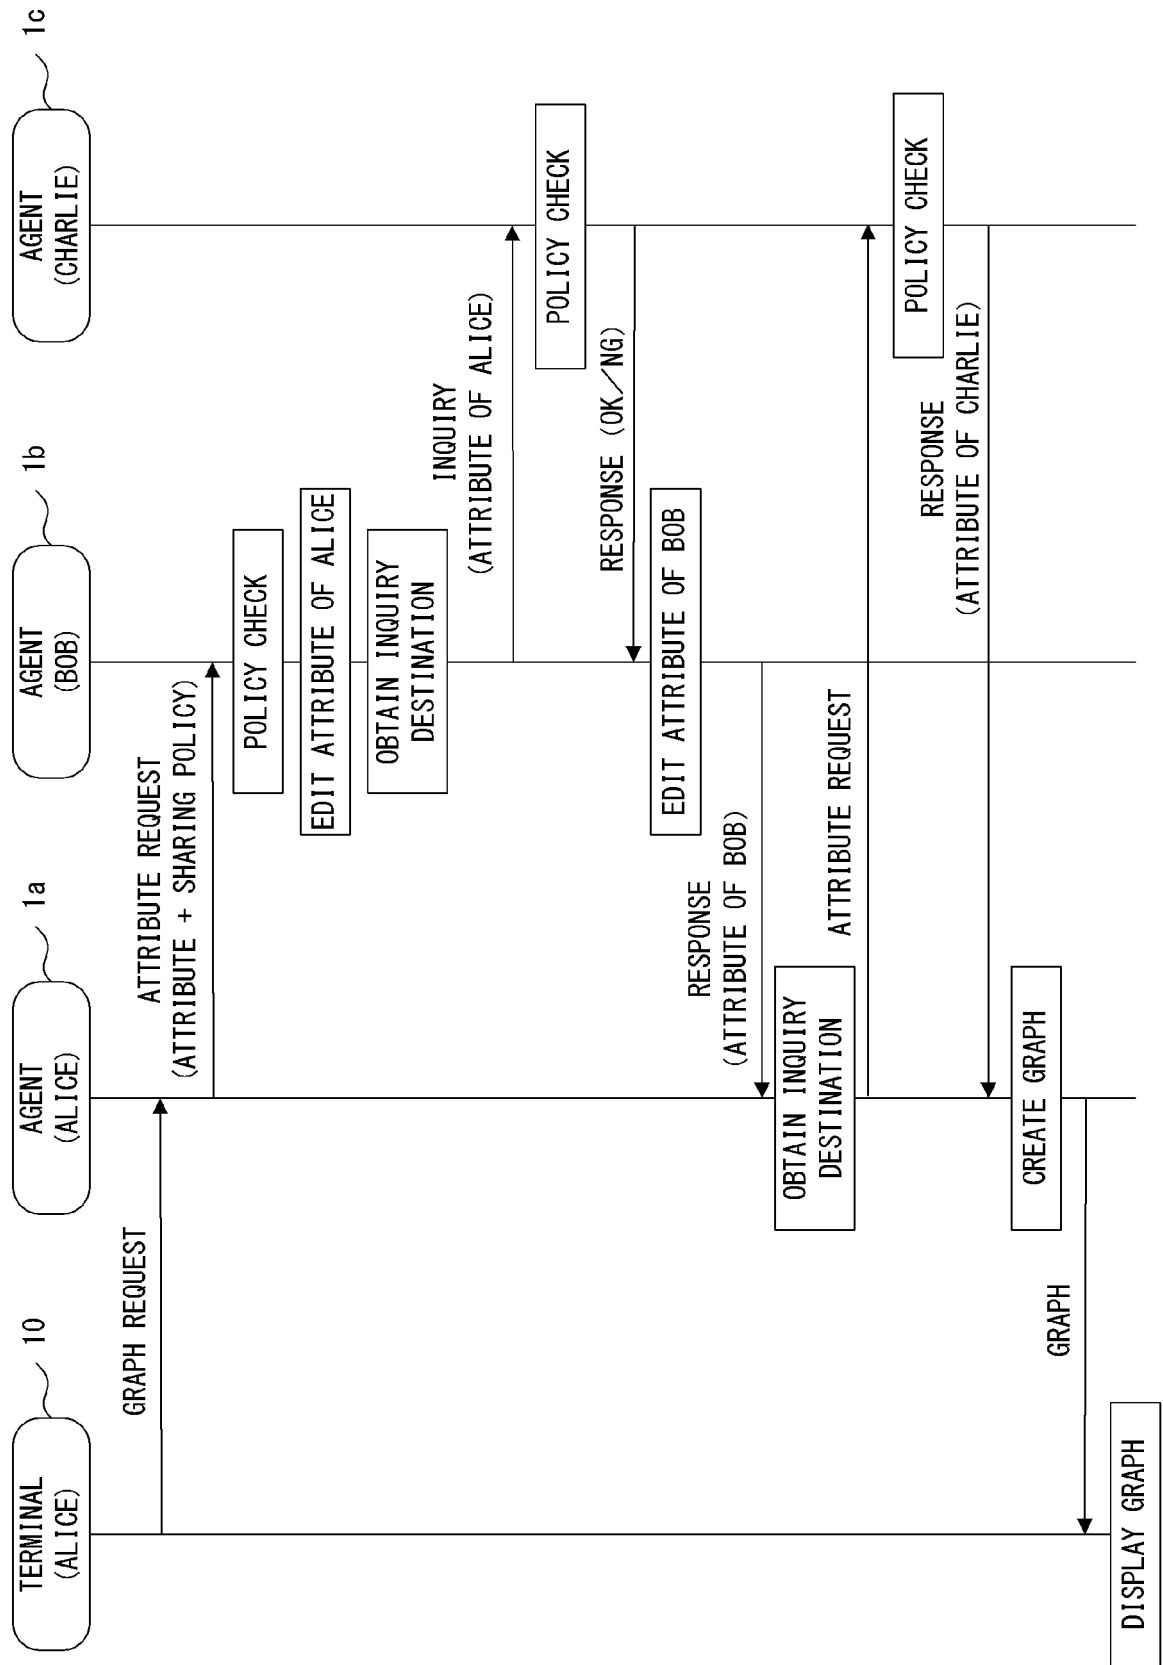 TERMINAL
(ALICE)
10
AGENT
(ALICE)
1a
AGENT
(BOB)
1b
AGENT
(CHARLIE)
1c
GRAPH REQUEST
ATTRIBUTE REQUEST
(ATTRIBUTE + SHARING POLICY)
POLICY CHECK
EDIT ATTRIBUTE OF ALICE
OBTAIN INQUIRY
DESTINATION
INQUIRY
(ATTRIBUTE OF ALICE)
POLICY CHECK
RESPONSE (OK/NG)
EDIT ATTRIBUTE OF BOB
RESPONSE
(ATTRIBUTE OF BOB)
OBTAIN INQUIRY
DESTINATION
ATTRIBUTE REQUEST
POLICY CHECK
RESPONSE
(ATTRIBUTE OF CHARLIE)
CREATE GRAPH
GRAPH
DISPLAY GRAPH